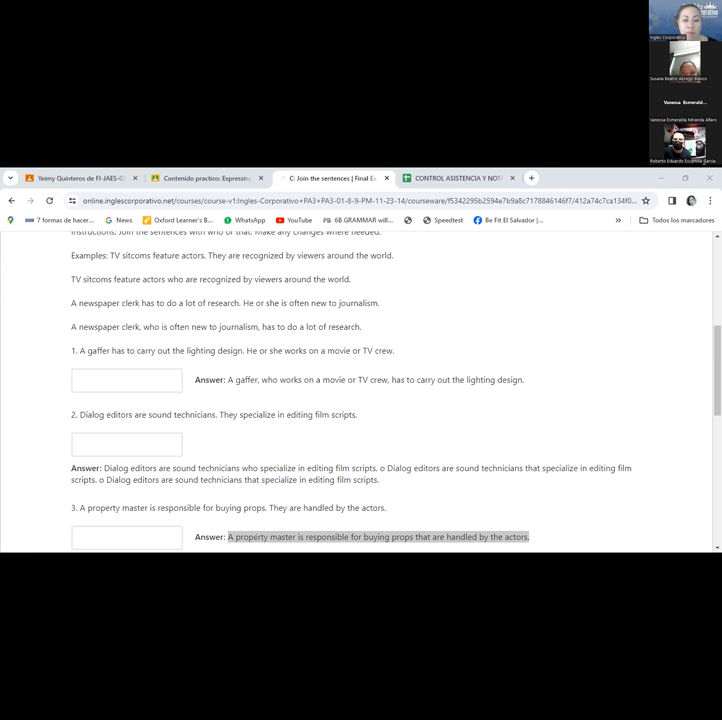 Ingles Corporativo
Susana Beatriz Abrego Blanco
Vanessa Esmerald...
Vanessa Esmeralda Miranda Alfaro
Roberto Eduardo Escamilla Garcia
Yeimy Quinteros de FI-JAES-0
Contenido practico: Expressing
C: Join the sentences | Final Ex
CONTROL ASISTENCIA Y NOT
online.inglescorporativo.net/courses/course-v1:Ingles-Corporativo+PA3+PA3-01-8-9-PM-11-23-14/courseware/f5342295b2594e7b9a8c7178846146f7/412a74c7ca134f0...
7 formas de hacer...
News
Oxford Learner's B...
WhatsApp
YouTube
6B GRAMMAR will...
Speedtest
Be Fit El Salvador |...
Todos los marcadores
Instructions: Join the sentences with who or that. Make any changes where needed.
Examples: TV sitcoms feature actors. They are recognized by viewers around the world.
TV sitcoms feature actors who are recognized by viewers around the world.
A newspaper clerk has to do a lot of research. He or she is often new to journalism.
A newspaper clerk, who is often new to journalism, has to do a lot of research.
1. A gaffer has to carry out the lighting design. He or she works on a movie or TV crew.
Answer: A gaffer, who works on a movie or TV crew, has to carry out the lighting design.
2. Dialog editors are sound technicians. They specialize in editing film scripts.
Answer: Dialog editors are sound technicians who specialize in editing film scripts. o Dialog editors are sound technicians that specialize in editing film
scripts. o Dialog editors are sound technicians that specialize in editing film scripts.
3. A property master is responsible for buying props. They are handled by the actors.
Answer: A property master is responsible for buying props that are handled by the actors.